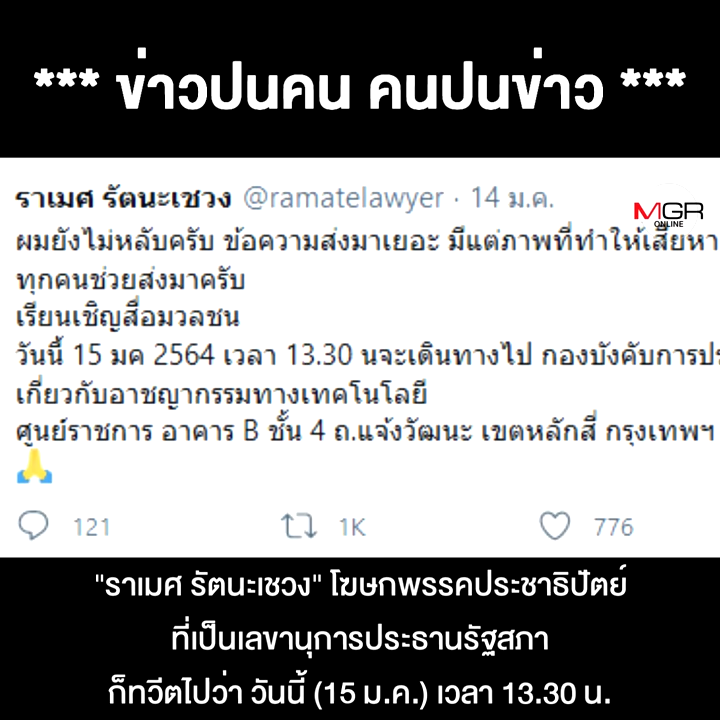 *** ข่าวปนคน คนปนข่าว ***
ราเมศ รัตนะเชวง @ramatelawyer · 14 ม.ค.
MGR
ONLINE
ผมยังไม่หลับครับ ข้อความส่งมาเยอะ มีแต่ภาพที่ทำให้เสียหา
ทุกคนช่วยส่งมาครับ
เรียนเชิญสื่อมวลชน
วันนี้ 15 มค 2564 เวลา 13.30 นจะเดินทางไป กองบังคับการปร
เกี่ยวกับอาชญากรรมทางเทคโนโลยี
ศูนย์ราชการ อาคาร B ชั้น 4 ถ.แจ้งวัฒนะ เขตหลักสี่ กรุงเทพฯ
🙏
121 1K 776
"ราเมศ รัตนะเชวง" โฆษกพรรคประชาธิปัตย์
ที่เป็นเลขานุการประธานรัฐสภา
ก็ทวีตไปว่า วันนี้ (15 ม.ค.) เวลา 13.30 น.